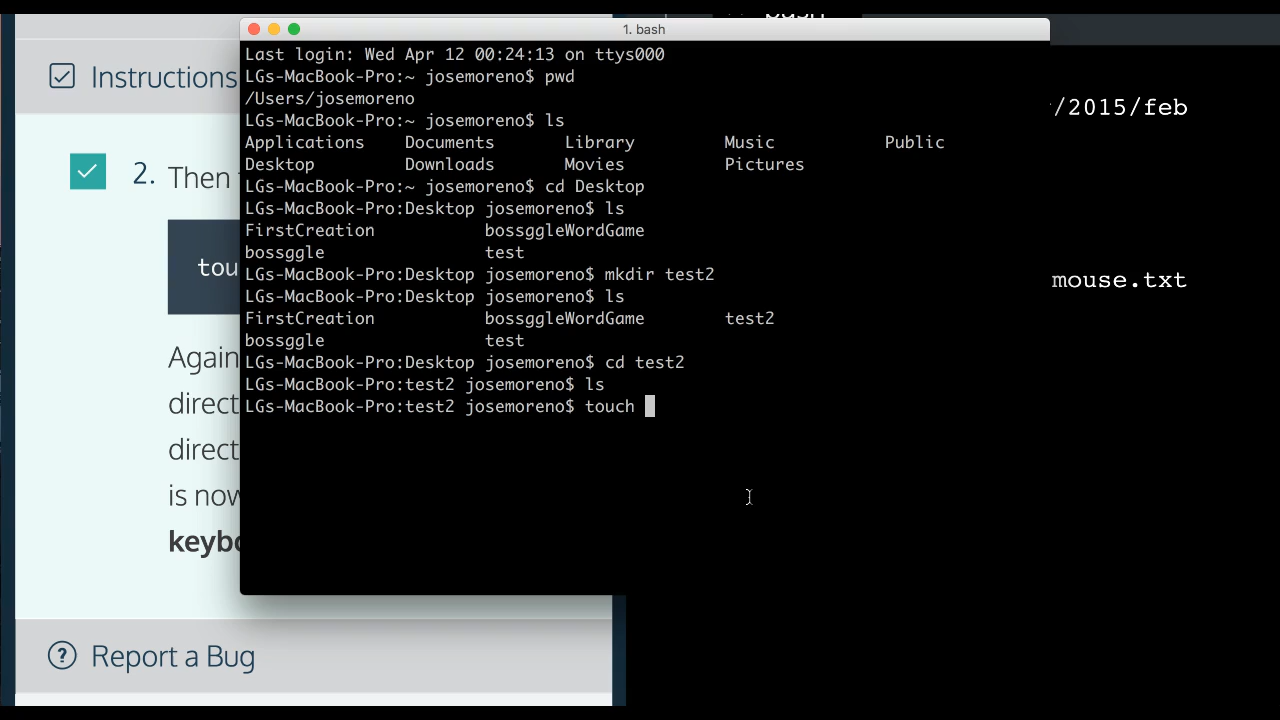 1. bash
Last login: Wed Apr 12 00:24:13 on ttys000
LGs-MacBook-Pro:~ josemoreno$ pwd
/Users/josemoreno
LGs-MacBook-Pro:~ josemoreno$ ls
Applications Documents Library Music Public
Desktop Downloads Movies Pictures
LGs-MacBook-Pro:~ josemoreno$ cd Desktop
LGs-MacBook-Pro:Desktop josemoreno$ ls
FirstCreation bossggleWordGame
bossggle test
LGs-MacBook-Pro:Desktop josemoreno$ mkdir test2
LGs-MacBook-Pro:Desktop josemoreno$ ls
FirstCreation bossggleWordGame test2
bossggle test
LGs-MacBook-Pro:Desktop josemoreno$ cd test2
LGs-MacBook-Pro:test2 josemoreno$ ls
LGs-MacBook-Pro:test2 josemoreno$ touch
Instructions
2. Then
tou
Again
direct
direct
is now
keybo
? Report a Bug
/2015/feb
mouse.txt